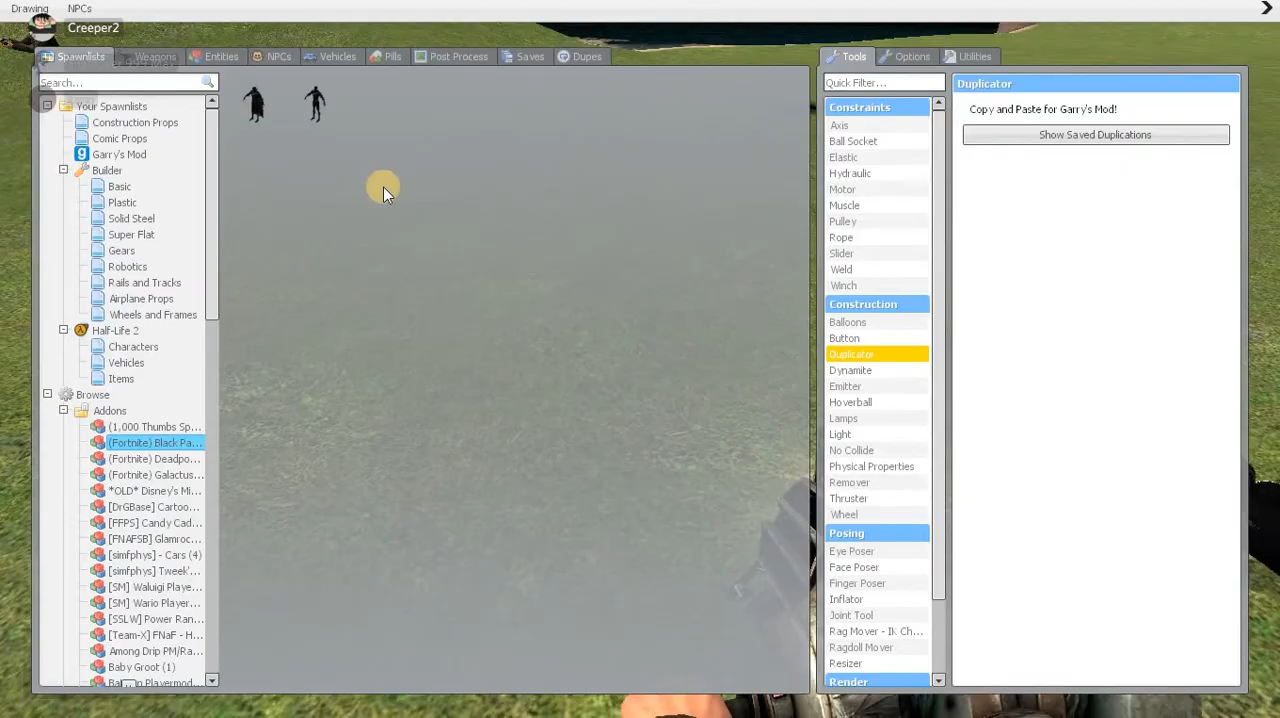 Drawing NPCs
Creeper2
Spawnlists Weapons Entities NPCs Vehicles Pills Post Process Saves Dupes
Tools Options Utilities
Search...
Your Spawnlists
Construction Props
Comic Props
Garry's Mod
Builder
Basic
Plastic
Solid Steel
Super Flat
Gears
Robotics
Rails and Tracks
Airplane Props
Wheels and Frames
Half-Life 2
Characters
Vehicles
Items
Browse
Addons
(1,000 Thumbs Sp...
(Fortnite) Black Pa...
(Fortnite) Deadpo...
(Fortnite) Galactus...
*OLD* Disney's Mi...
[DrGBase] Cartoo...
[FFPS] Candy Cad...
[FNAFSB] Glamroc...
[simfphys] - Cars (4)
[simfphys] Tweek'...
[SM] Waluigi Playe...
[SM] Wario Player...
[SSLW] Power Ran...
[Team-X] FNaF - H...
Among Drip PM/Ra...
Baby Groot (1)
Quick Filter...
Constraints
Axis
Ball Socket
Elastic
Hydraulic
Motor
Muscle
Pulley
Rope
Slider
Weld
Winch
Construction
Balloons
Button
Duplicator
Dynamite
Emitter
Hoverball
Lamps
Light
No Collide
Physical Properties
Remover
Thruster
Wheel
Posing
Eye Poser
Face Poser
Finger Poser
Inflator
Joint Tool
Rag Mover - IK Ch...
Ragdoll Mover
Resizer
Render
Duplicator
Copy and Paste for Garry's Mod!
Show Saved Duplications